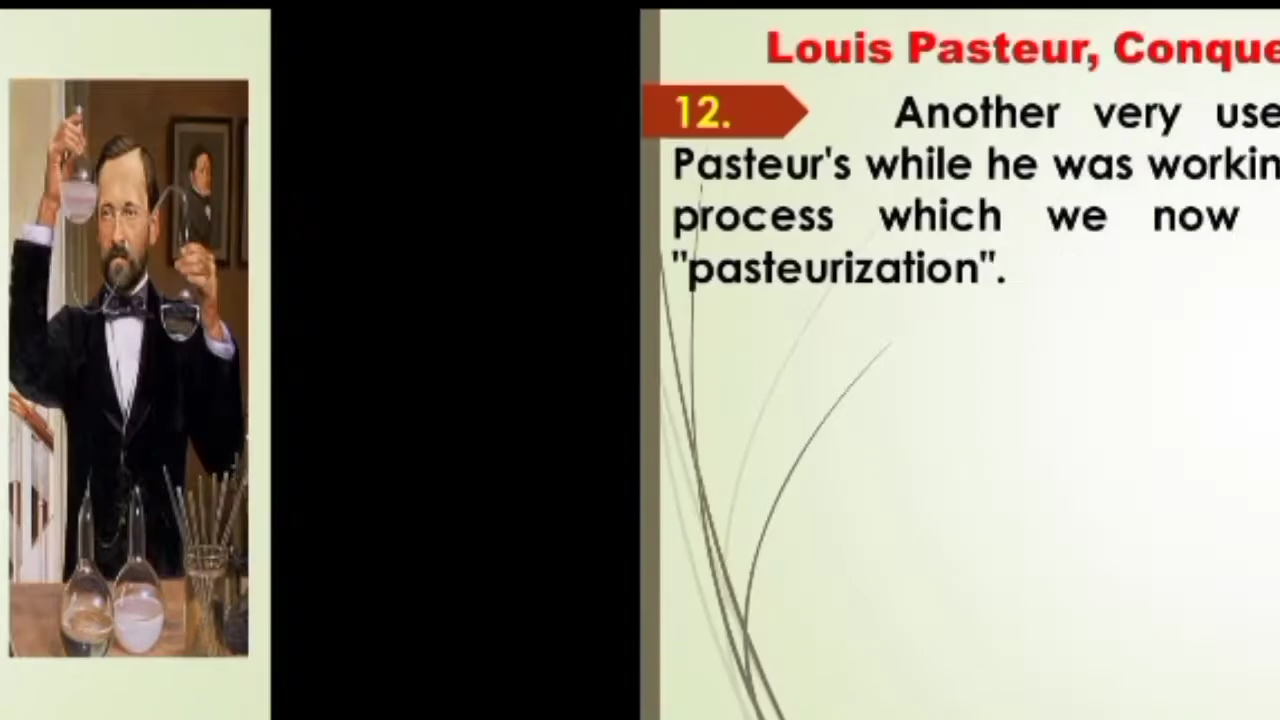 Louis Pasteur, Conque
12. Another very use
Pasteur's while he was workin
process which we now
"pasteurization".